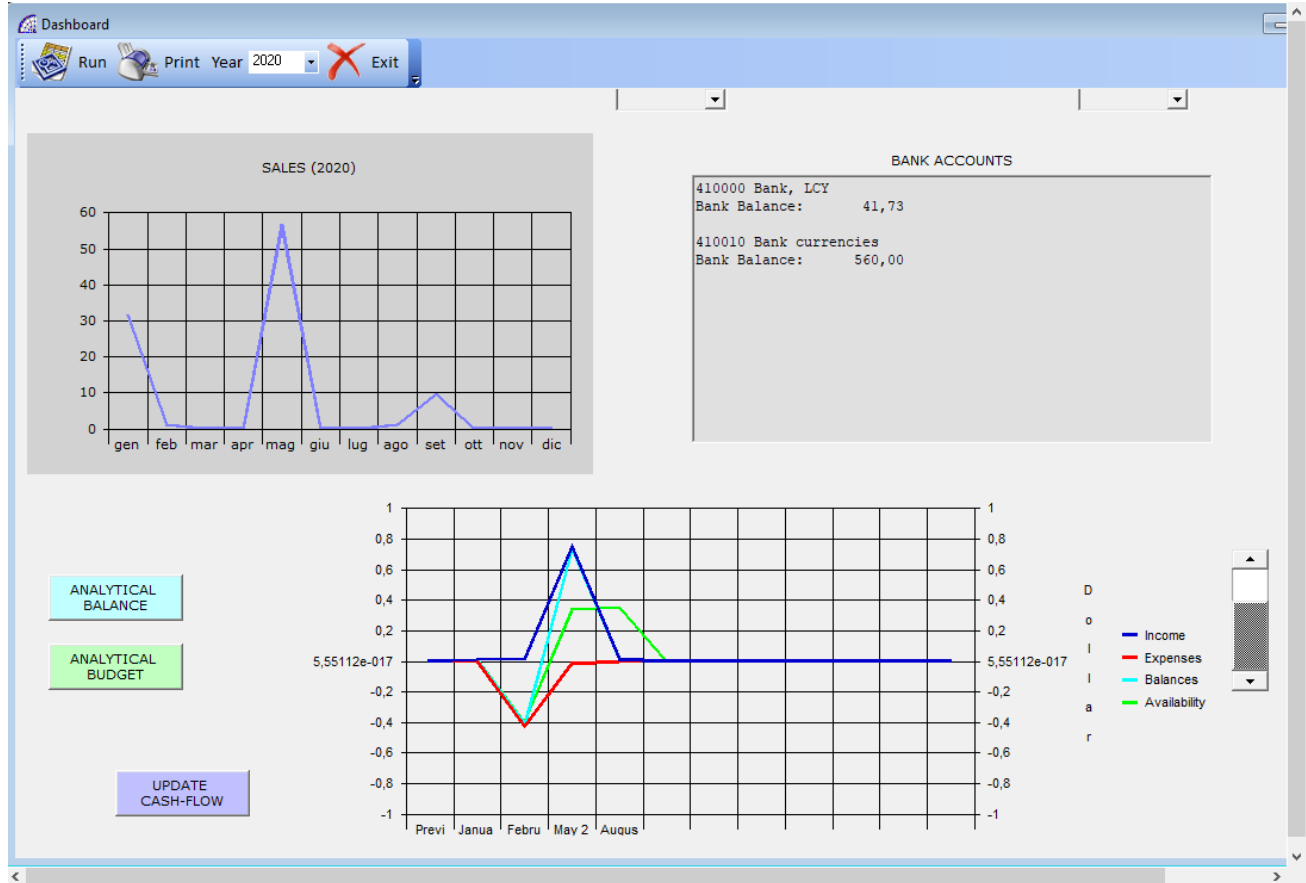 Dashboard
Run Print Year 2020 Exit
SALES (2020)
60
50
40
30
20
10
0
gen feb mar apr mag giu lug ago set ott nov dic
BANK ACCOUNTS
410000 Bank, LCY
Bank Balance: 41,73
410010 Bank currencies
Bank Balance: 560,00
ANALYTICAL
BALANCE
ANALYTICAL
BUDGET
UPDATE
CASH-FLOW
1
0,8
0,6
0,4
0,2
5,55112e-017
-0,2
-0,4
-0,6
-0,8
-1
Previ Janua Febru May 2 Augus
1
0,8
0,6
0,4
0,2
5,55112e-017
-0,2
-0,4
-0,6
-0,8
-1
D
o
l
l
a
r
Income
Expenses
Balances
Availability